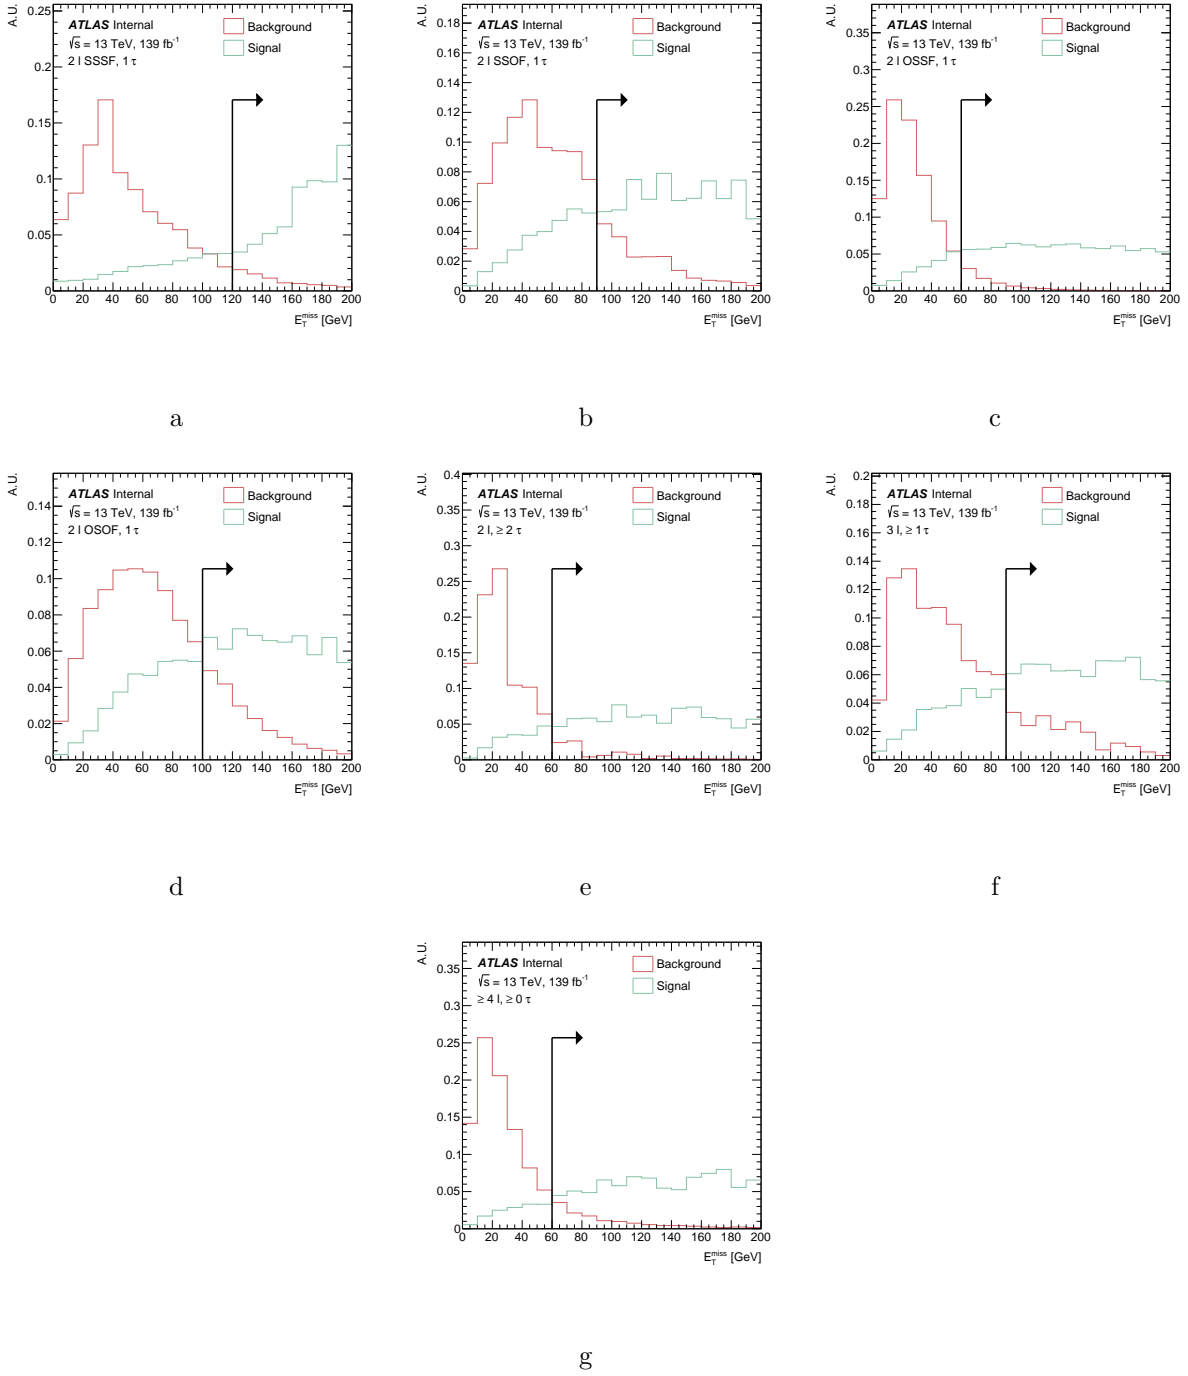 A.U.
0.25
0.2
0.15
0.1
0.05
0
ATLAS Internal
√s = 13 TeV, 139 fb⁻¹
2 l SSSF, 1 τ
Background
Signal
0 20 40 60 80 100 120 140 160 180 200
E_T^miss [GeV]
a
A.U.
0.18
0.16
0.14
0.12
0.1
0.08
0.06
0.04
0.02
0
ATLAS Internal
√s = 13 TeV, 139 fb⁻¹
2 l SSOF, 1 τ
Background
Signal
0 20 40 60 80 100 120 140 160 180 200
E_T^miss [GeV]
b
A.U.
0.35
0.3
0.25
0.2
0.15
0.1
0.05
0
ATLAS Internal
√s = 13 TeV, 139 fb⁻¹
2 l OSSF, 1 τ
Background
Signal
0 20 40 60 80 100 120 140 160 180 200
E_T^miss [GeV]
c
A.U.
0.14
0.12
0.1
0.08
0.06
0.04
0.02
0
ATLAS Internal
√s = 13 TeV, 139 fb⁻¹
2 l OSOF, 1 τ
Background
Signal
0 20 40 60 80 100 120 140 160 180 200
E_T^miss [GeV]
d
A.U.
0.4
0.35
0.3
0.25
0.2
0.15
0.1
0.05
0
ATLAS Internal
√s = 13 TeV, 139 fb⁻¹
2 l, ≥ 2 τ
Background
Signal
0 20 40 60 80 100 120 140 160 180 200
E_T^miss [GeV]
e
A.U.
0.2
0.18
0.16
0.14
0.12
0.1
0.08
0.06
0.04
0.02
0
ATLAS Internal
√s = 13 TeV, 139 fb⁻¹
3 l, ≥ 1 τ
Background
Signal
0 20 40 60 80 100 120 140 160 180 200
E_T^miss [GeV]
f
A.U.
0.35
0.3
0.25
0.2
0.15
0.1
0.05
0
ATLAS Internal
√s = 13 TeV, 139 fb⁻¹
≥ 4 l, ≥ 0 τ
Background
Signal
0 20 40 60 80 100 120 140 160 180 200
E_T^miss [GeV]
g